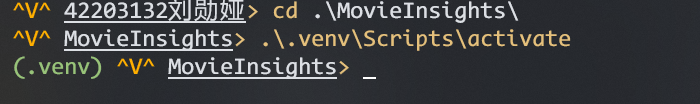 ^V^ 42203132刘勋娅> cd .\MovieInsights\
^V^ MovieInsights> .\.venv\Scripts\activate
(.venv) ^V^ MovieInsights> _